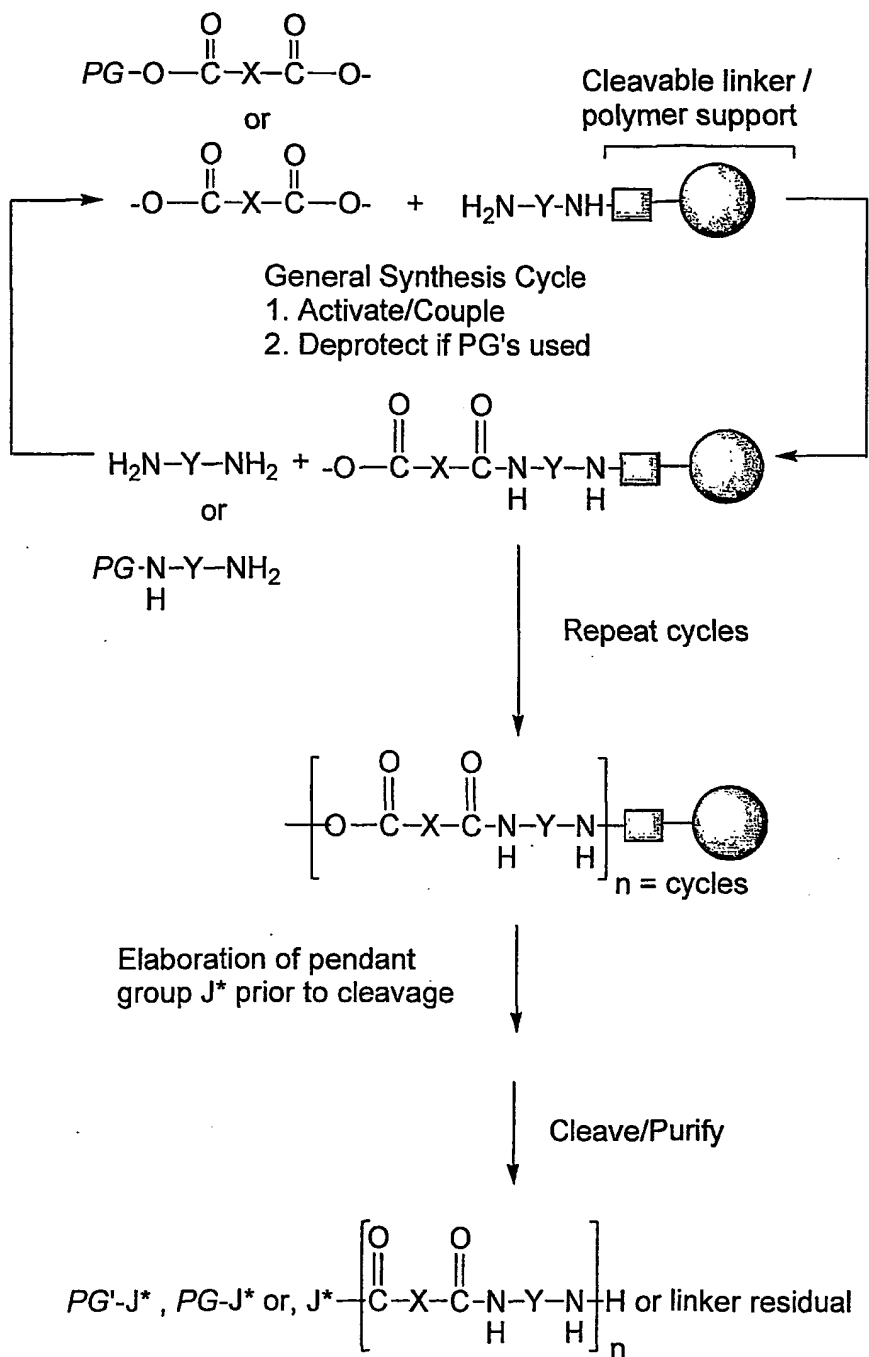 O O
PG-O-C-X-C-O-
or
Cleavable linker /
polymer support
O O
-O-C-X-C-O- + H₂N-Y-NH
General Synthesis Cycle
1. Activate/Couple
2. Deprotect if PG's used
O O
H₂N-Y-NH₂ + -O-C-X-C-N-Y-N
H H
or
PG-N-Y-NH₂
H
Repeat cycles
O O
O-C-X-C-N-Y-N
H H
n = cycles
Elaboration of pendant
group J* prior to cleavage
Cleave/Purify
O O
PG'-J* , PG-J* or, J*-C-X-C-N-Y-N-H or linker residual
H H
n